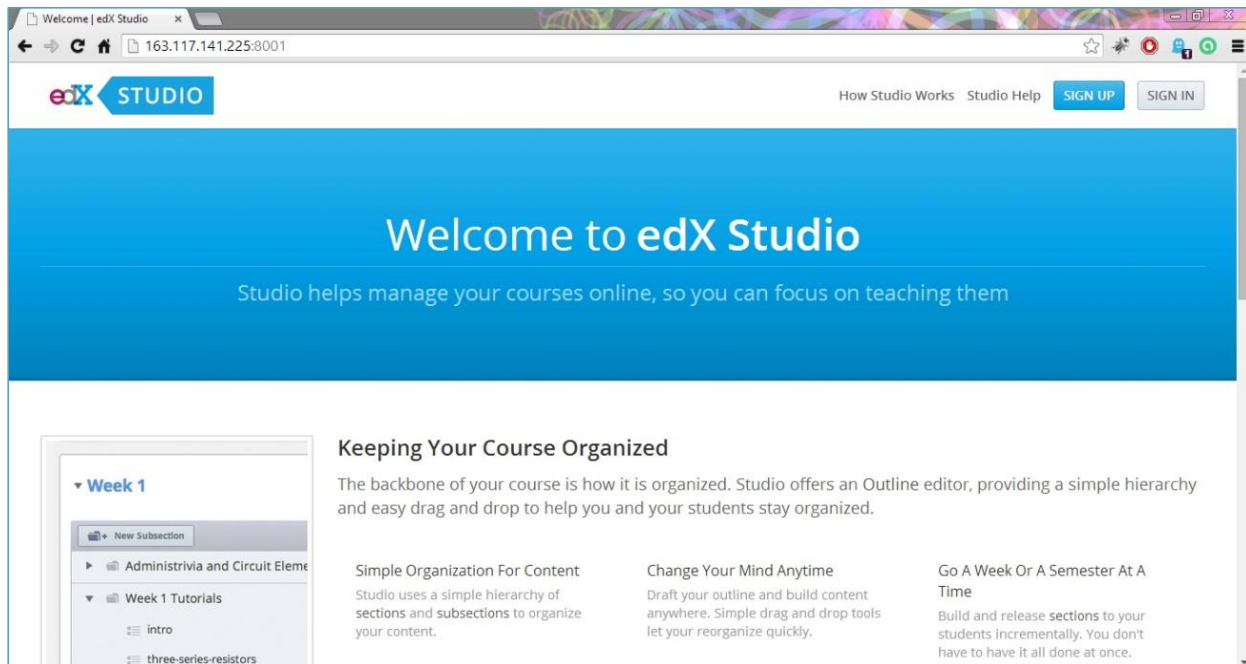 Welcome | edX Studio
163.117.141.225:8001
1
edX STUDIO
How Studio Works Studio Help SIGN UP SIGN IN
Welcome to edX Studio
Studio helps manage your courses online, so you can focus on teaching them
Week 1
New Subsection
Administrivia and Circuit Eleme
Week 1 Tutorials
intro
three-series-resistors
Keeping Your Course Organized
The backbone of your course is how it is organized. Studio offers an Outline editor, providing a simple hierarchy
and easy drag and drop to help you and your students stay organized.
Simple Organization For Content
Studio uses a simple hierarchy of
sections and subsections to organize
your content.
Change Your Mind Anytime
Draft your outline and build content
anywhere. Simple drag and drop tools
let your reorganize quickly.
Go A Week Or A Semester At A
Time
Build and release sections to your
students incrementally. You don't
have to have it all done at once.